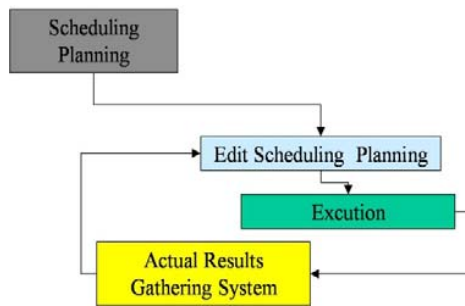 Scheduling
Planning
Edit Scheduling Planning
Excution
Actual Results
Gathering System